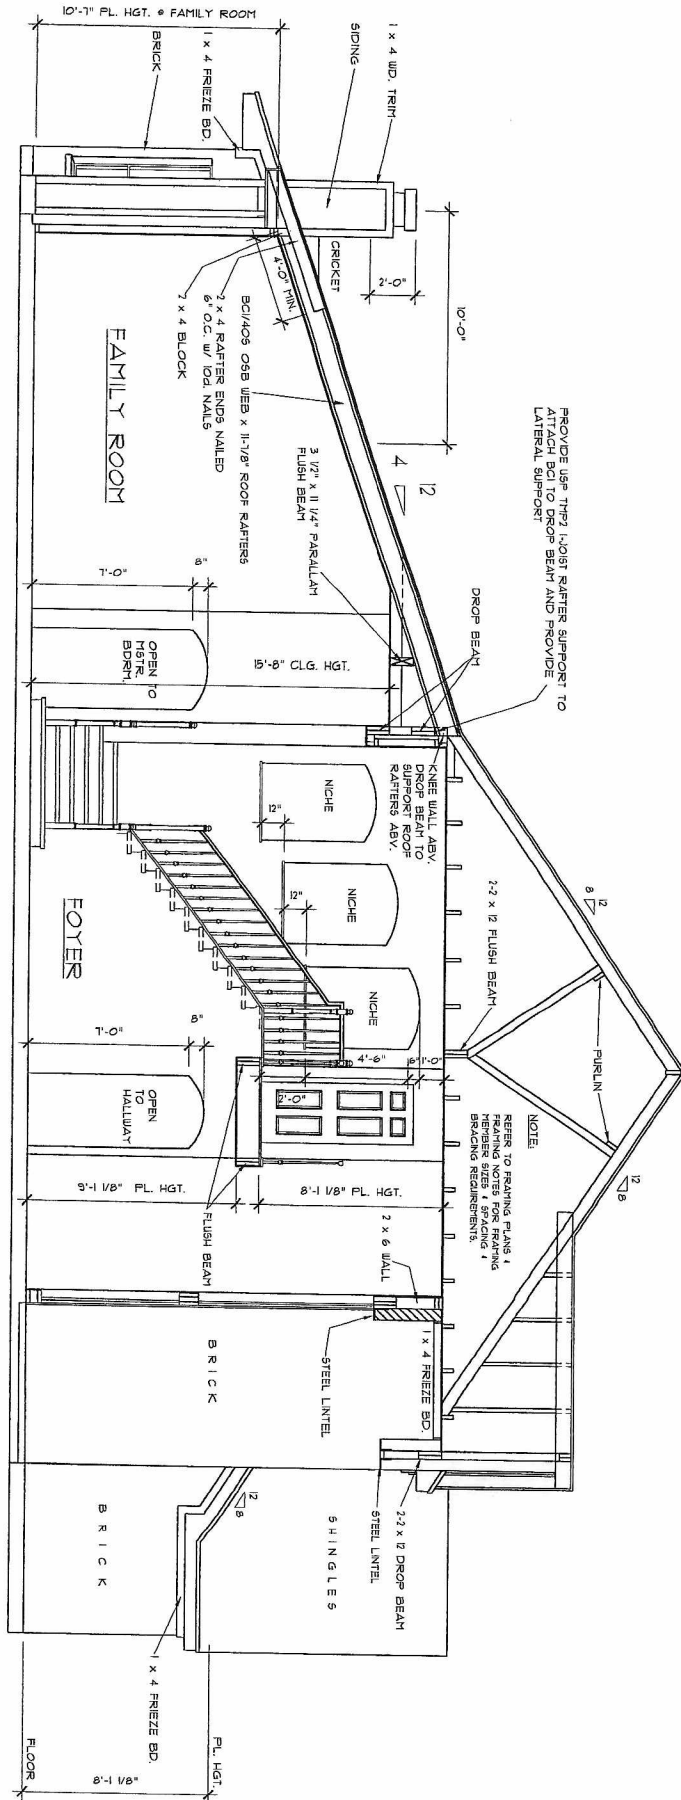 10'-7" PL. HGT. @ FAMILY ROOM
BRICK
1 x 4 FRIEZE BD.
SIDING
1 x 4 WD. TRIM
CRICKET
2'-0"
10'-0"
4'-0" MIN.
2 x 4 BLOCK
2 x 4 RAFTER ENDS NAILED
6" O.C. W/ 10d. NAILS
BCI/40S OSB WEB x 11-7/8" ROOF RAFTERS
FAMILY ROOM
3 1/2" x 11 1/4" PARALLAM
FLUSH BEAM
12
4
PROVIDE USP TMP2 I-JOIST RAFTER SUPPORT TO
ATTACH BCI TO DROP BEAM AND PROVIDE
LATERAL SUPPORT
DROP BEAM
7'-0"
8"
OPEN TO
MSTR.
BDRM.
15'-8" CLG. HGT.
KNEE WALL ABV.
DROP BEAM TO
SUPPORT ROOF
RAFTERS ABV.
NICHE
12"
NICHE
12"
NICHE
FOYER
2-2 x 12 FLUSH BEAM
12
8
PURLIN
12
8
NOTE:
REFER TO FRAMING PLANS &
FRAMING NOTES FOR FRAMING
MEMBER SIZES & SPACING &
BRACING REQUIREMENTS.
7'-0"
8"
OPEN
TO
HALLWAY
2'-0"
4'-6"
6"
1'-0"
9'-1 1/8" PL. HGT.
8'-1 1/8" PL. HGT.
FLUSH BEAM
2 x 6 WALL
STEEL LINTEL
1 x 4 FRIEZE BD.
BRICK
2-2 x 12 DROP BEAM
STEEL LINTEL
12
8
SHINGLES
BRICK
1 x 4 FRIEZE BD.
PL. HGT.
FLOOR
8'-1 1/8"